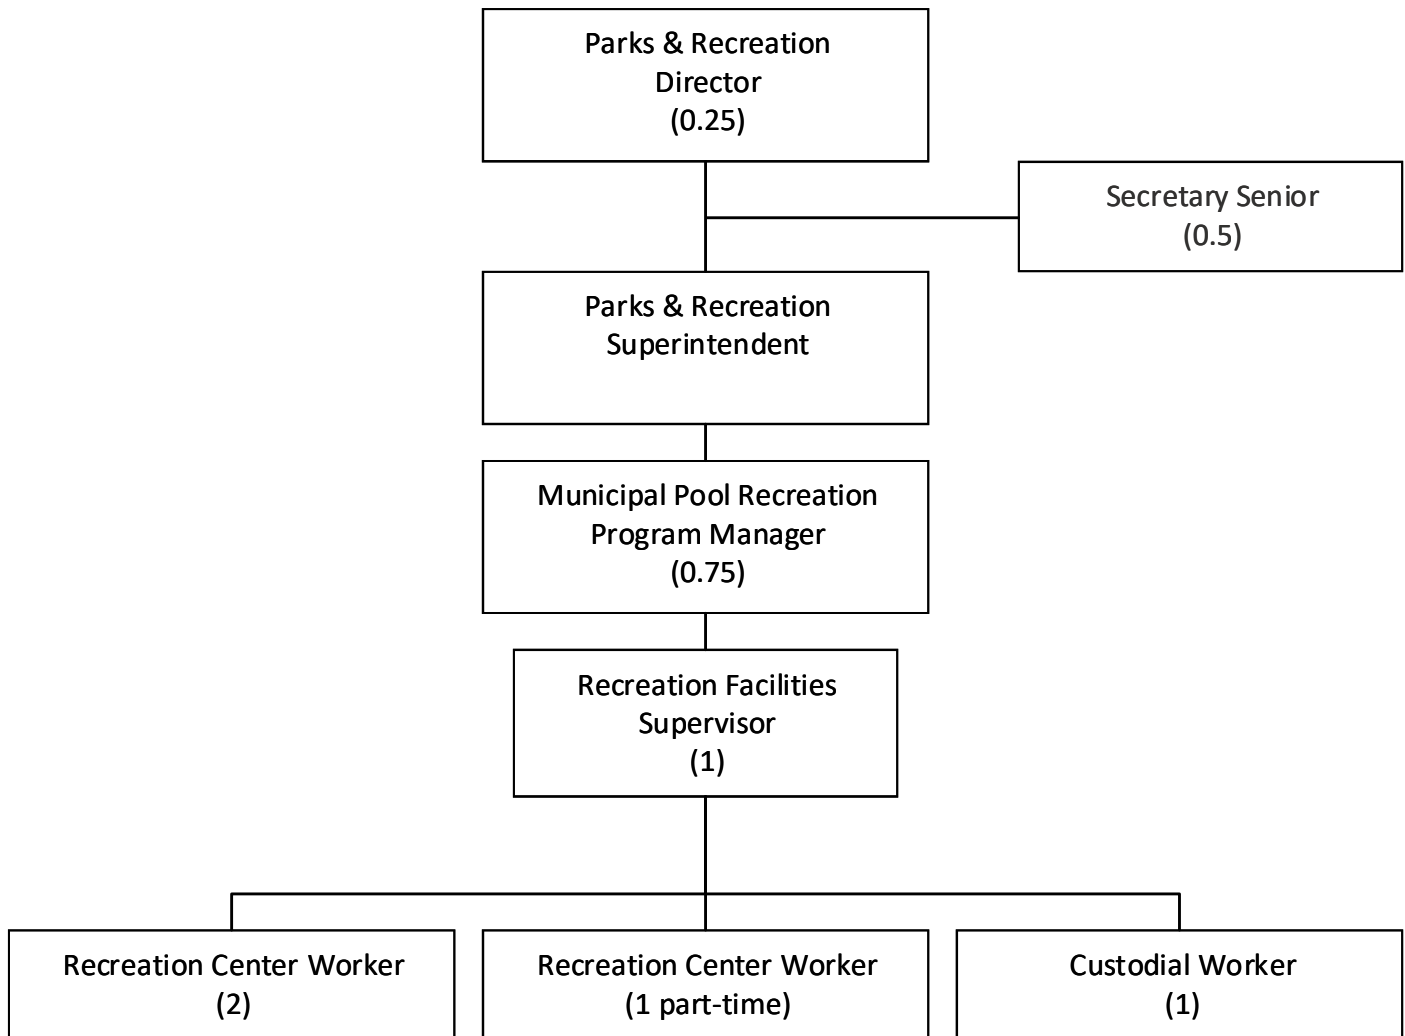 Parks & Recreation
Director
(0.25)
Secretary Senior
(0.5)
Parks & Recreation
Superintendent
Municipal Pool Recreation
Program Manager
(0.75)
Recreation Facilities
Supervisor
(1)
Recreation Center Worker
(2)
Recreation Center Worker
(1 part-time)
Custodial Worker
(1)